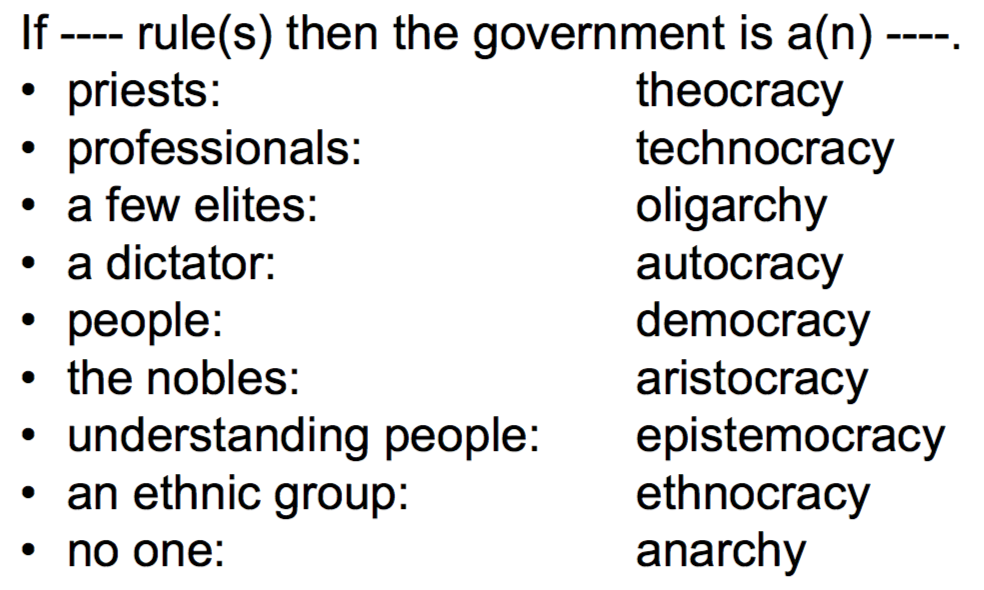 If ---- rule(s) then the government is a(n) ----.
• priests: theocracy
• professionals: technocracy
• a few elites: oligarchy
• a dictator: autocracy
• people: democracy
• the nobles: aristocracy
• understanding people: epistemocracy
• an ethnic group: ethnocracy
• no one: anarchy